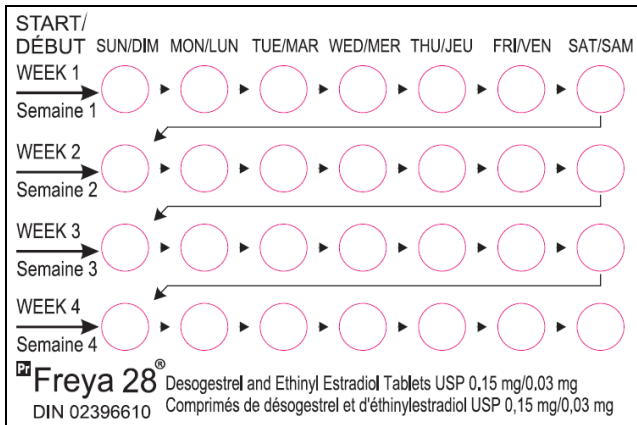 START/
DÉBUT SUN/DIM MON/LUN TUE/MAR WED/MER THU/JEU FRI/VEN SAT/SAM
WEEK 1
Semaine 1
WEEK 2
Semaine 2
WEEK 3
Semaine 3
WEEK 4
Semaine 4
Pr Freya 28® Desogestrel and Ethinyl Estradiol Tablets USP 0.15 mg/0,03 mg
DIN 02396610 Comprimés de désogestrel et d'éthinylestradiol USP 0,15 mg/0,03 mg